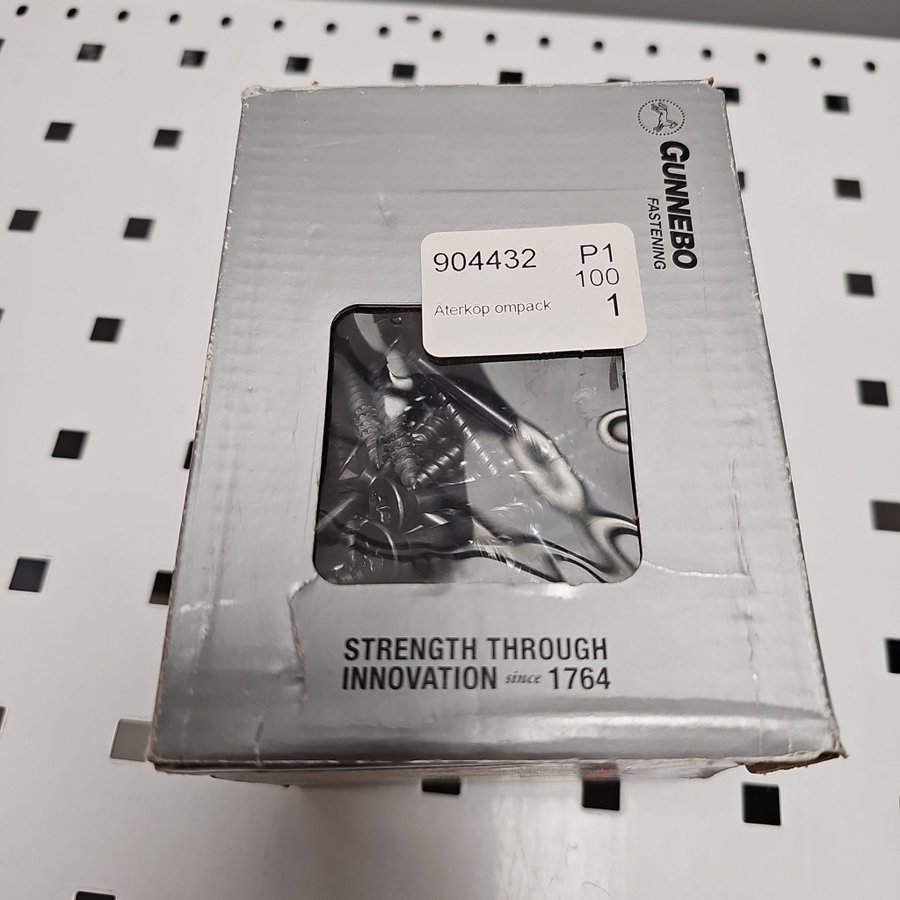 GUNNEBO
FASTENING
904432 P1
100
Återköp ompack 1
STRENGTH THROUGH
INNOVATION since 1764